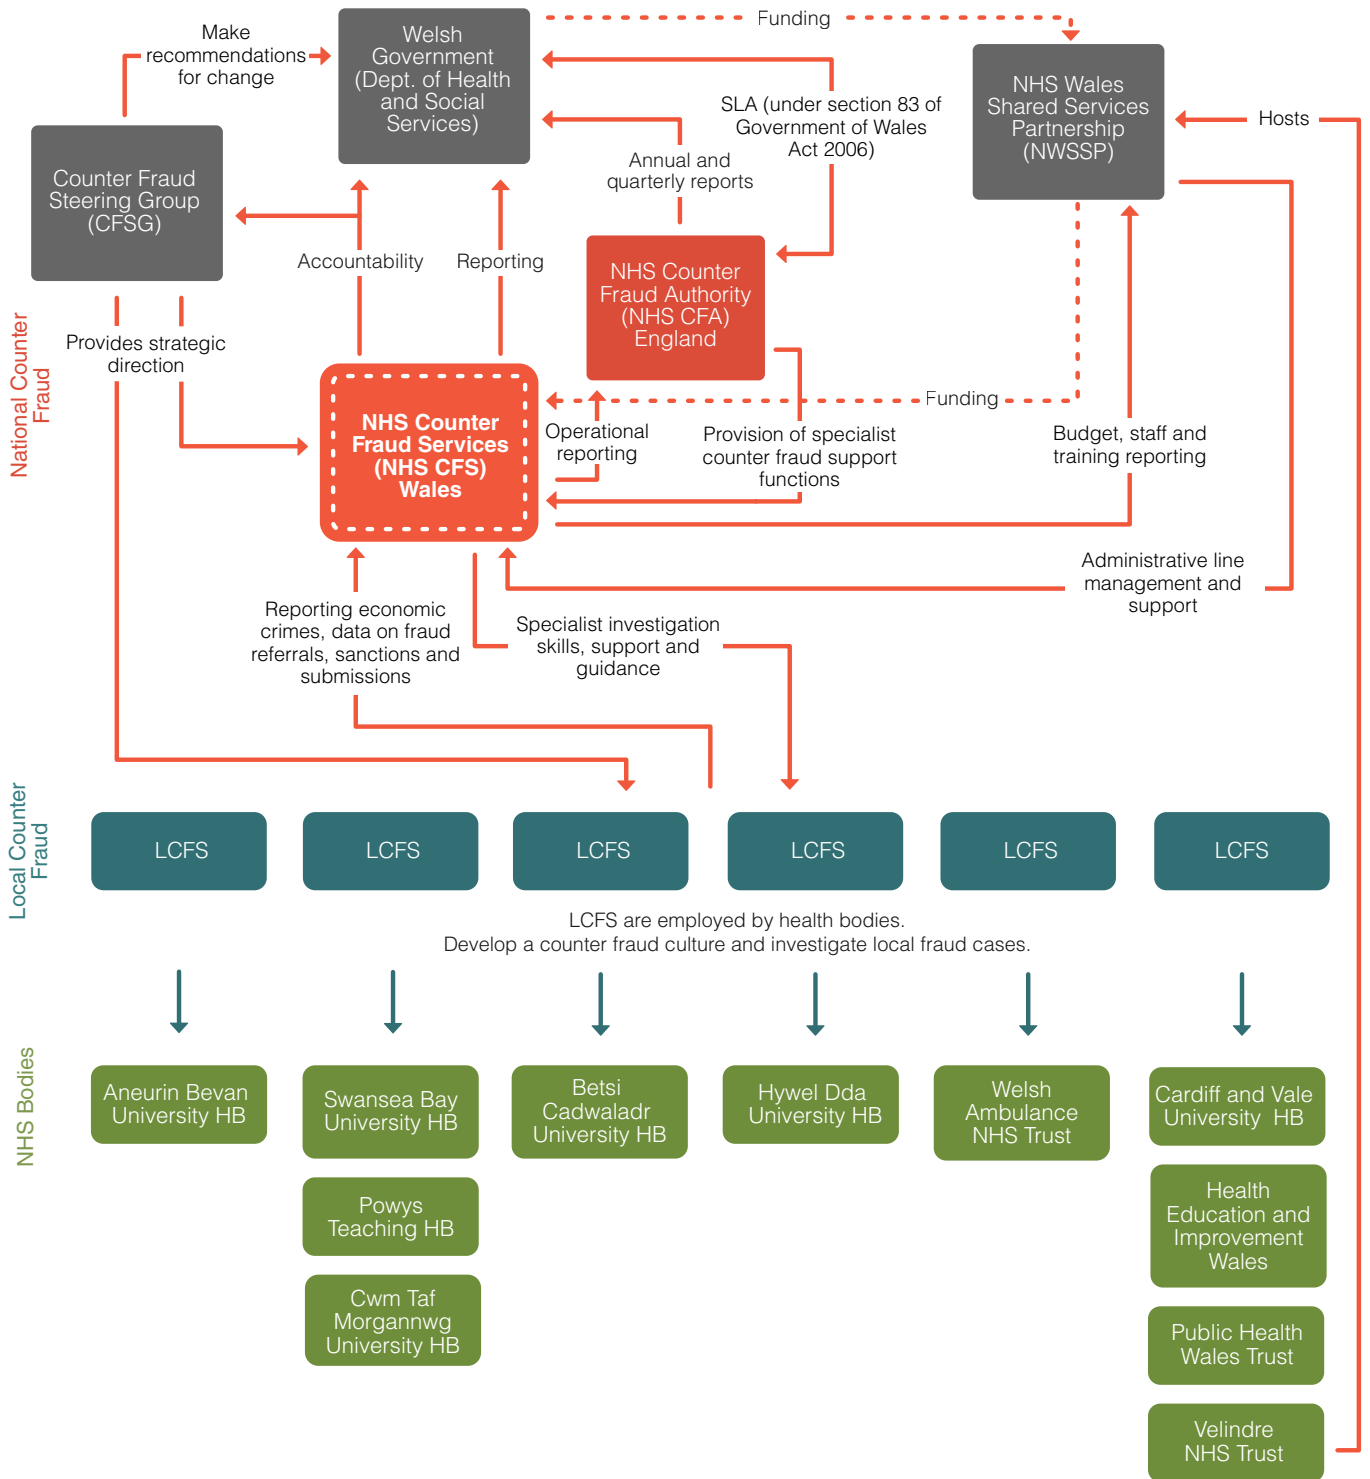 Make
recommendations
for change
Welsh
Government
(Dept. of Health
and Social
Services)
Funding
SLA (under section 83 of
Government of Wales
Act 2006)
NHS Wales
Shared Services
Partnership
(NWSSP)
Hosts
Counter Fraud
Steering Group
(CFSG)
Annual and
quarterly reports
Accountability
Reporting
NHS Counter
Fraud Authority
(NHS CFA)
England
National Counter
Fraud
Provides strategic
direction
NHS Counter
Fraud Services
(NHS CFS)
Wales
Funding
Operational
reporting
Provision of specialist
counter fraud support
functions
Budget, staff and
training reporting
Administrative line
management and
support
Reporting economic
crimes, data on fraud
referrals, sanctions and
submissions
Specialist investigation
skills, support and
guidance
Local Counter
Fraud
LCFS
LCFS
LCFS
LCFS
LCFS
LCFS
LCFS are employed by health bodies.
Develop a counter fraud culture and investigate local fraud cases.
NHS Bodies
Aneurin Bevan
University HB
Swansea Bay
University HB
Powys
Teaching HB
Cwm Taf
Morgannwg
University HB
Betsi
Cadwaladr
University HB
Hywel Dda
University HB
Welsh
Ambulance
NHS Trust
Cardiff and Vale
University HB
Health
Education and
Improvement
Wales
Public Health
Wales Trust
Velindre
NHS Trust